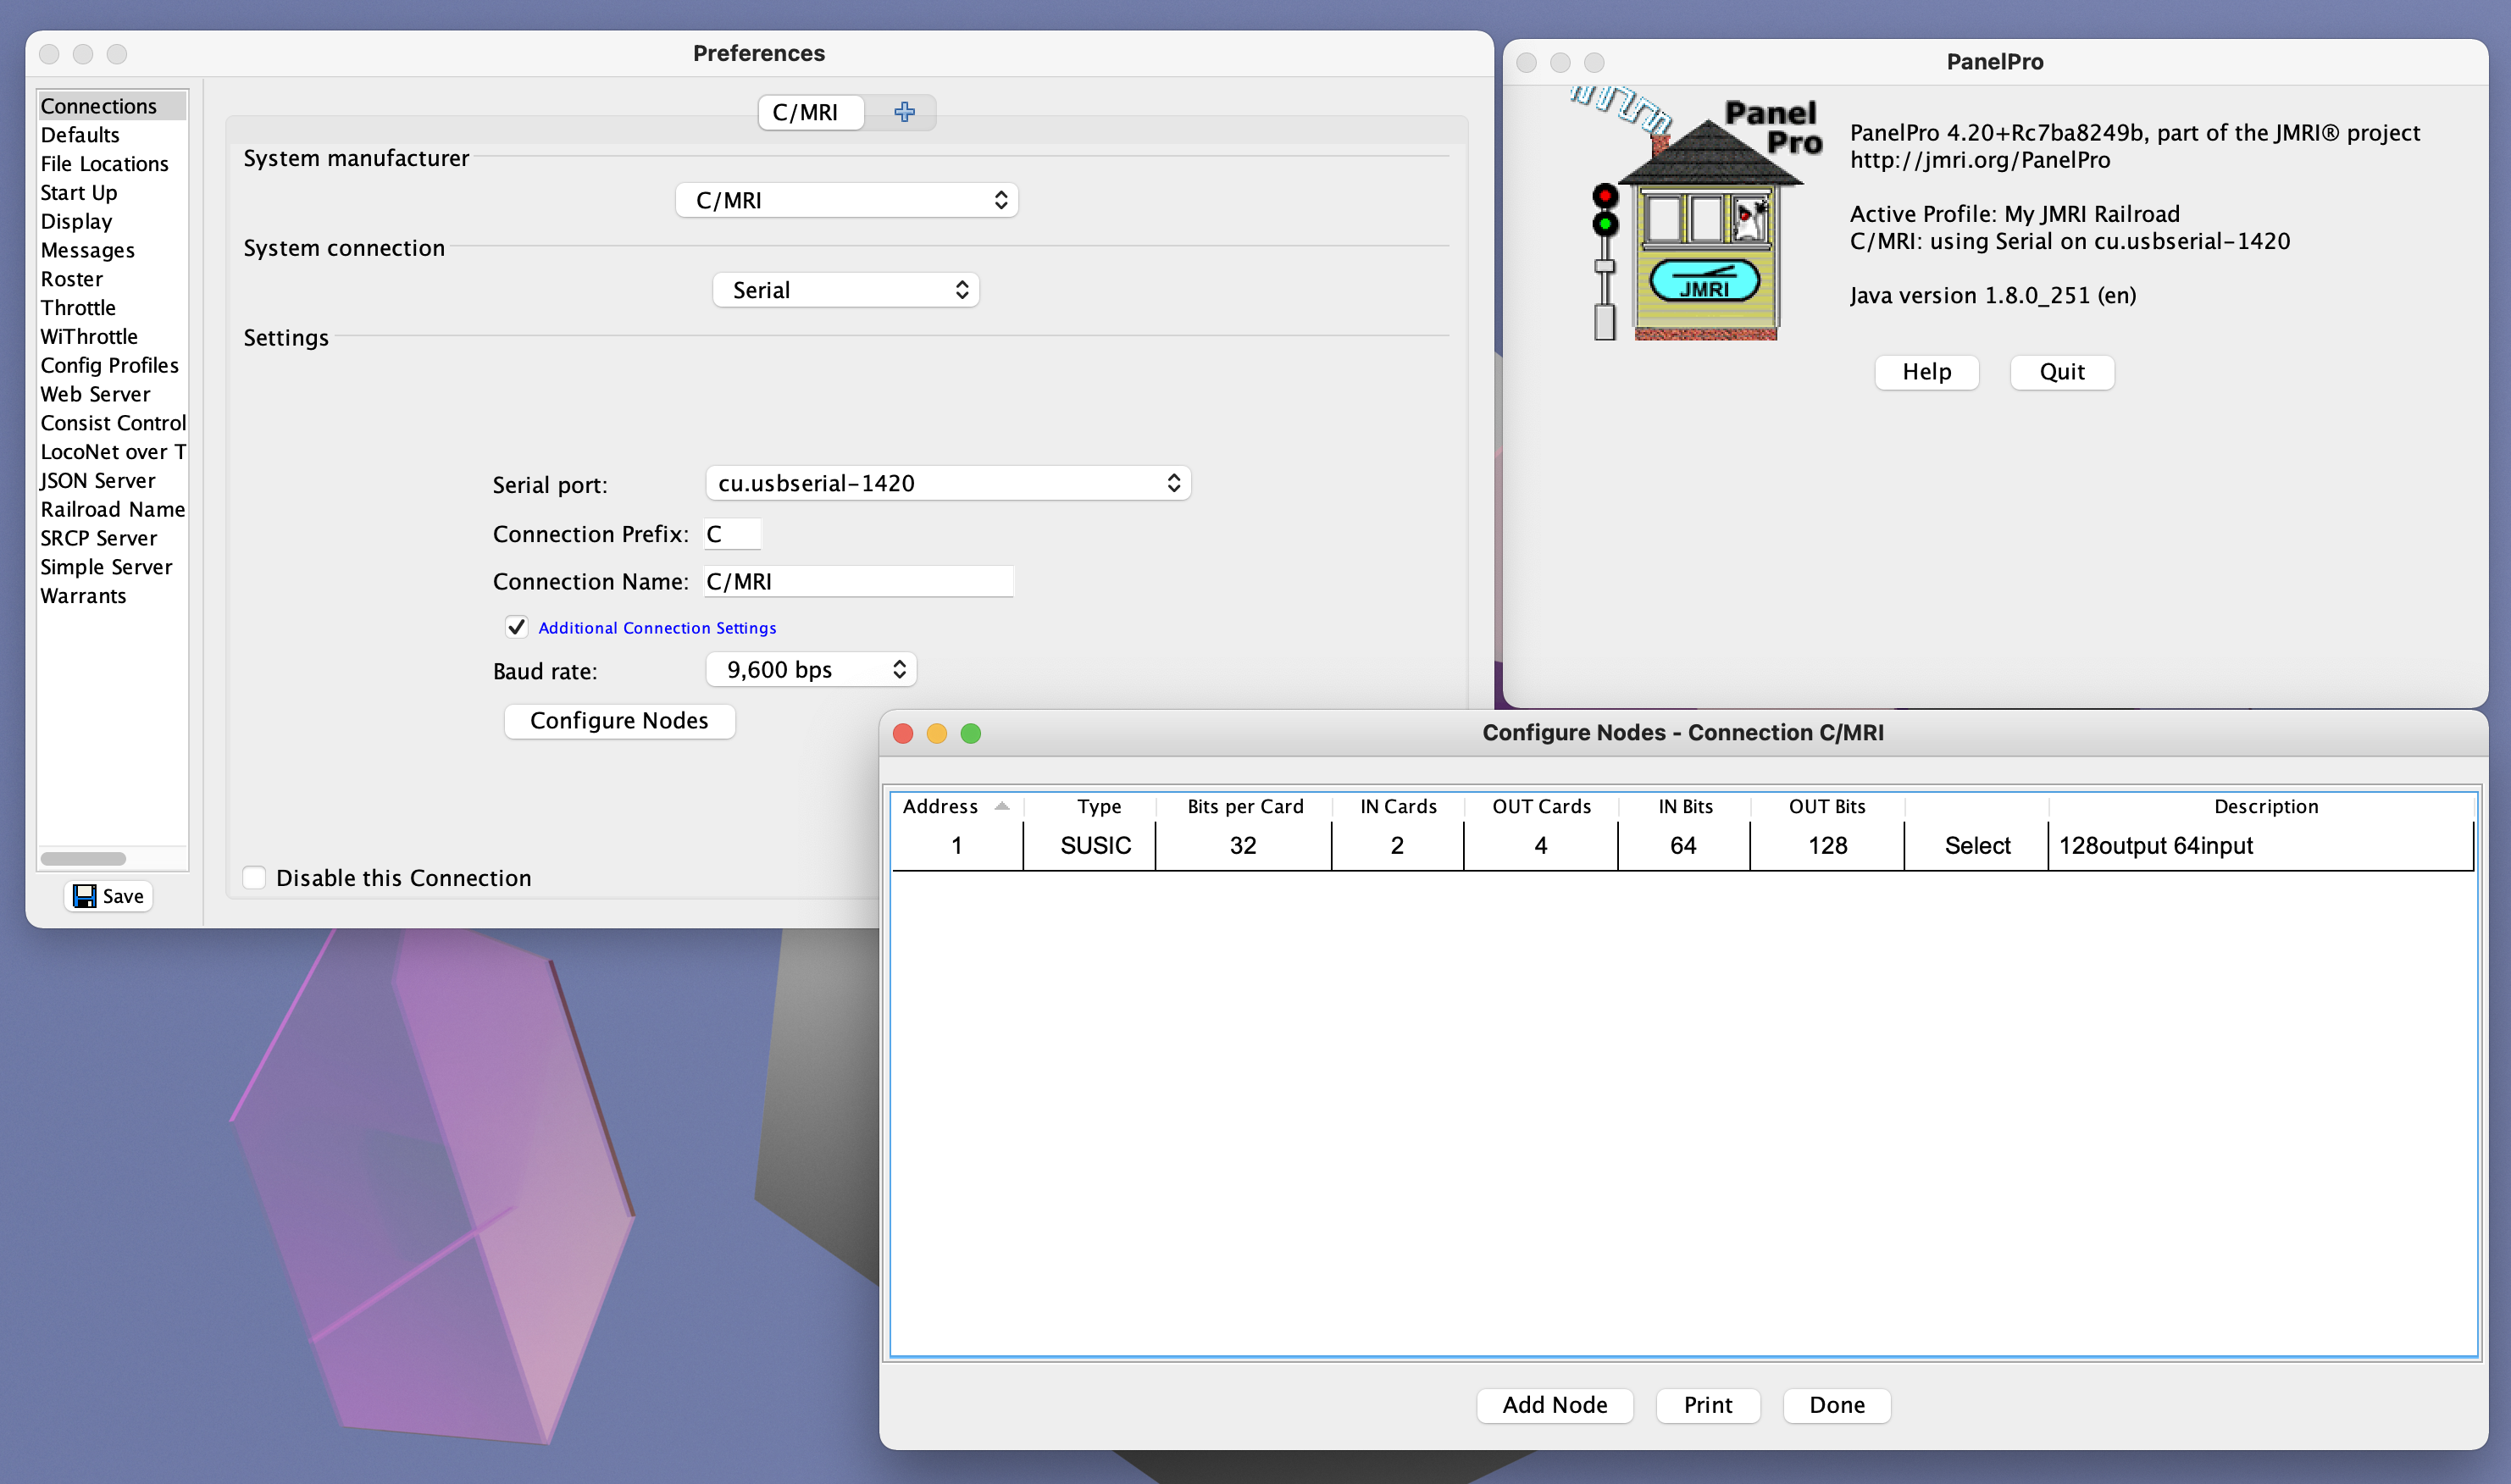 Preferences
Connections
Defaults
File Locations
Start Up
Display
Messages
Roster
Throttle
WiThrottle
Config Profiles
Web Server
Consist Control
LocoNet over T
JSON Server
Railroad Name
SRCP Server
Simple Server
Warrants
Save
C/MRI
System manufacturer
C/MRI
System connection
Serial
Settings
Serial port: cu.usbserial-1420
Connection Prefix: C
Connection Name: C/MRI
Additional Connection Settings
Baud rate: 9,600 bps
Configure Nodes
Disable this Connection
PanelPro
Panel
Pro
JMRI
PanelPro 4.20+Rc7ba8249b, part of the JMRI® project
http://jmri.org/PanelPro
Active Profile: My JMRI Railroad
C/MRI: using Serial on cu.usbserial-1420
Java version 1.8.0_251 (en)
Help Quit
Configure Nodes - Connection C/MRI
Address Type Bits per Card IN Cards OUT Cards IN Bits OUT Bits Description
1 SUSIC 32 2 4 64 128 Select 128output 64input
Add Node Print Done